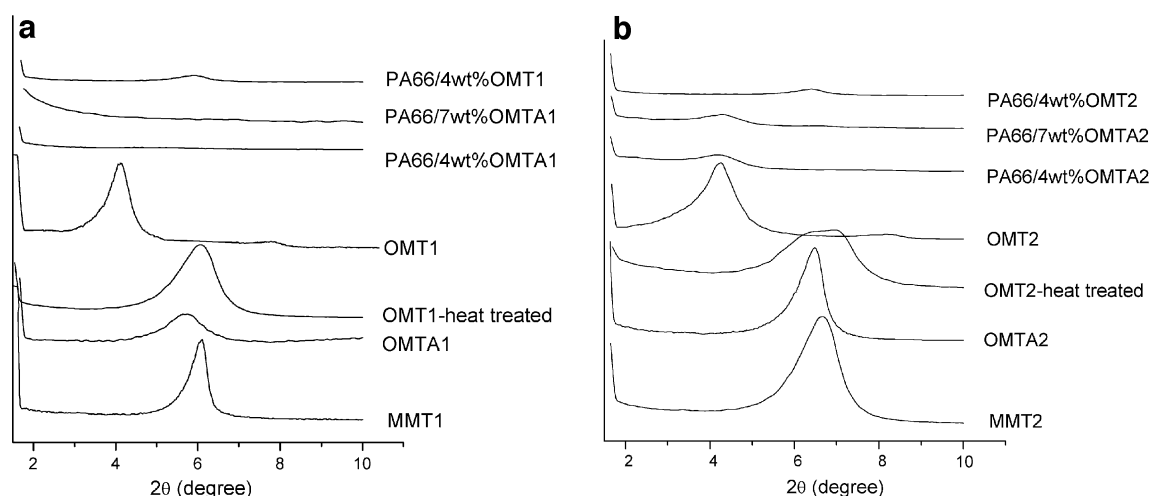 a
PA66/4wt%OMT1
PA66/7wt%OMTA1
PA66/4wt%OMTA1
OMT1
OMT1-heat treated
OMTA1
MMT1
2 4 6 8 10
2θ (degree)
b
PA66/4wt%OMT2
PA66/7wt%OMTA2
PA66/4wt%OMTA2
OMT2
OMT2-heat treated
OMTA2
MMT2
2 4 6 8 10
2θ (degree)